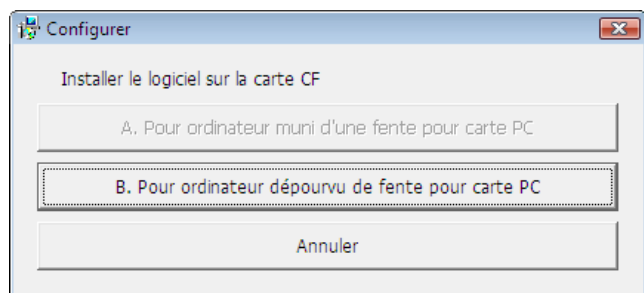 Configurer
Installer le logiciel sur la carte CF
A. Pour ordinateur muni d'une fente pour carte PC
B. Pour ordinateur dépourvu de fente pour carte PC
Annuler